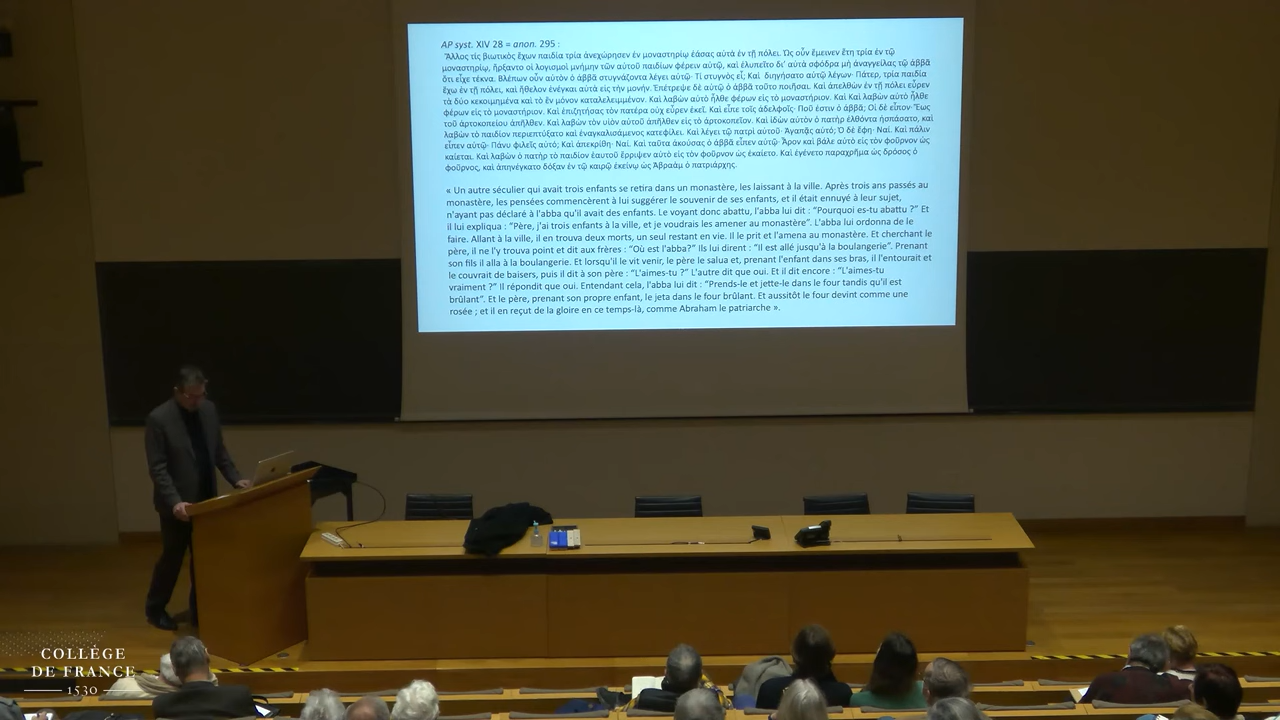 AP syst. XIV 28 = anon. 295 :
Ἄλλος τίς βιωτικὸς ἔχων παιδία τρία ἀνεχώρησεν ἐν μοναστηρίῳ ἐάσας αὐτὰ ἐν τῇ πόλει. Ὡς οὖν ἔμεινεν ἔτη τρία ἐν τῷ
μοναστηρίῳ, ἤρξαντο οἱ λογισμοὶ μνήμην τῶν αὐτοῦ παιδίων φέρειν αὐτῷ, καὶ ἐλυπεῖτο δι' αὐτὰ σφόδρα μὴ ἀναγγείλας τῷ ἀββᾶ
ὅτι εἶχε τέκνα. Βλέπων οὖν αὐτὸν ὁ ἀββᾶ στυγνάζοντα λέγει αὐτῷ· Τί στυγνὸς εἶ; Καὶ διηγήσατο αὐτῷ λέγων· Πάτερ, τρία παιδία
ἔχω ἐν τῇ πόλει, καὶ ἤθελον ἐνέγκαι αὐτὰ εἰς τὴν μονήν. Ἐπέτρεψε δὲ αὐτῷ ὁ ἀββᾶ τοῦτο ποιῆσαι. Καὶ ἀπελθὼν ἐν τῇ πόλει εὗρεν
τὰ δύο κεκοιμημένα καὶ τὸ ἓν μόνον καταλελειμμένον. Καὶ λαβὼν αὐτὸ ἦλθε φέρων εἰς τὸ μοναστήριον. Καὶ Καὶ λαβὼν αὐτὸ ἦλθε
φέρων εἰς τὸ μοναστήριον. Καὶ ἐπιζητήσας τὸν πατέρα οὐχ εὗρεν ἐκεῖ. Καὶ εἶπε τοῖς ἀδελφοῖς· Ποῦ ἐστιν ὁ ἀββᾶ; Οἱ δὲ εἶπον· Ἕως
τοῦ ἀρτοκοπείου ἀπῆλθεν. Καὶ λαβὼν τὸν υἱὸν αὐτοῦ ἀπῆλθεν εἰς τὸ ἀρτοκοπεῖον. Καὶ ἰδὼν αὐτὸν ὁ πατὴρ ἐλθόντα ἠσπάσατο, καὶ
λαβὼν τὸ παιδίον περιεπτύξατο καὶ ἐναγκαλισάμενος κατεφίλει. Καὶ λέγει τῷ πατρὶ αὐτοῦ· Ἀγαπᾷς αὐτό; Ὁ δὲ ἔφη· Ναί. Καὶ πάλιν
εἶπεν αὐτῷ· Πάνυ φιλεῖς αὐτό; Καὶ ἀπεκρίθη· Ναί. Καὶ ταῦτα ἀκούσας ὁ ἀββᾶ εἶπεν αὐτῷ· Ἆρον καὶ βάλε αὐτὸ εἰς τὸν φοῦρνον ὡς
καίεται. Καὶ λαβὼν ὁ πατὴρ τὸ παιδίον ἑαυτοῦ ἔρριψεν αὐτὸ εἰς τὸν φοῦρνον ὡς ἐκαίετο. Καὶ ἐγένετο παραχρῆμα ὡς δρόσος ὁ
φοῦρνος, καὶ ἀπηνέγκατο δόξαν ἐν τῷ καιρῷ ἐκείνῳ ὡς Ἀβραὰμ ὁ πατριάρχης.
« Un autre séculier qui avait trois enfants se retira dans un monastère, les laissant à la ville. Après trois ans passés au
monastère, les pensées commencèrent à lui suggérer le souvenir de ses enfants, et il était ennuyé à leur sujet,
n'ayant pas déclaré à l'abba qu'il avait des enfants. Le voyant donc abattu, l'abba lui dit : “Pourquoi es-tu abattu ?” Et
il lui expliqua : “Père, j'ai trois enfants à la ville, et je voudrais les amener au monastère”. L'abba lui ordonna de le
faire. Allant à la ville, il en trouva deux morts, un seul restant en vie. Il le prit et l'amena au monastère. Et cherchant le
père, il ne l'y trouva point et dit aux frères : “Où est l'abba?” Ils lui dirent : “Il est allé jusqu'à la boulangerie”. Prenant
son fils il alla à la boulangerie. Et lorsqu'il le vit venir, le père le salua et, prenant l'enfant dans ses bras, il l'entourait et
le couvrait de baisers, puis il dit à son père : “L'aimes-tu ?” L'autre dit que oui. Et il dit encore : “L'aimes-tu
vraiment ?” Il répondit que oui. Entendant cela, l'abba lui dit : “Prends-le et jette-le dans le four tandis qu'il est
brûlant”. Et le père, prenant son propre enfant, le jeta dans le four brûlant. Et aussitôt le four devint comme une
rosée ; et il en reçut de la gloire en ce temps-là, comme Abraham le patriarche ».
COLLÈGE
DE FRANCE
1530